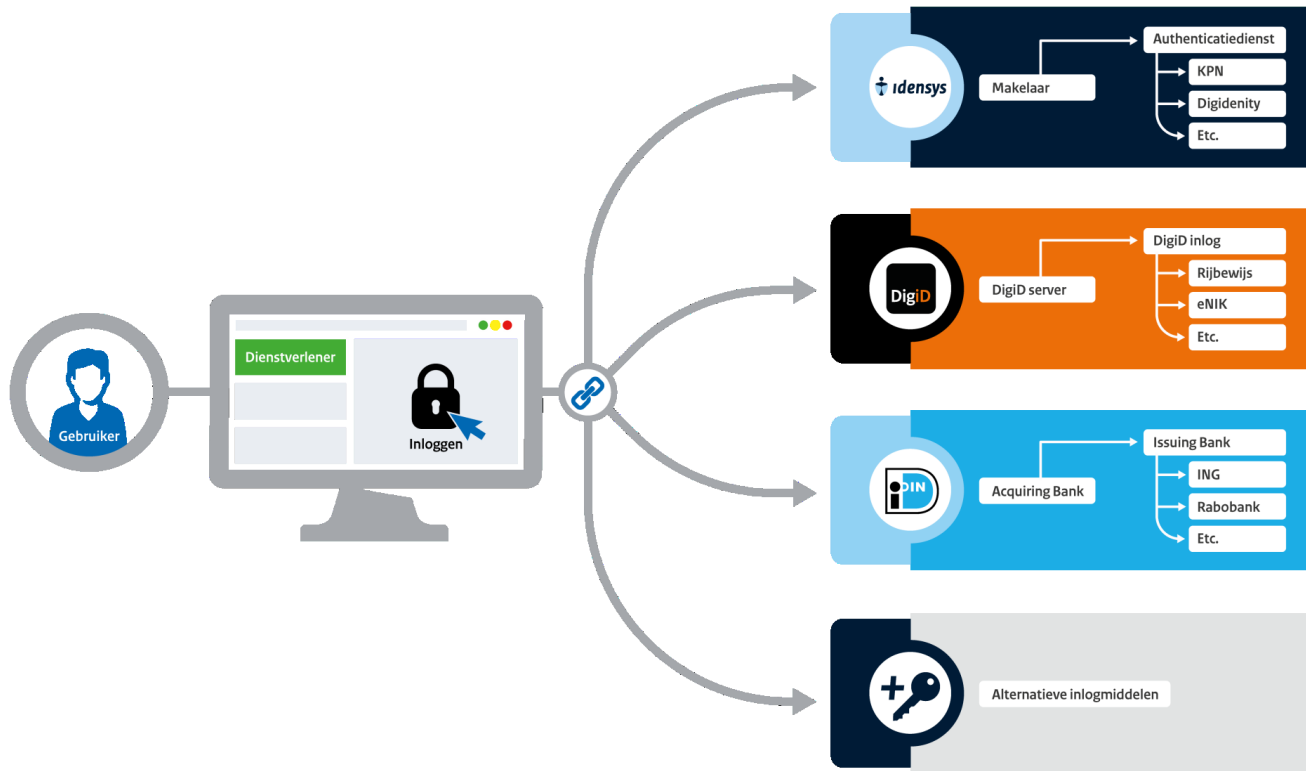 Gebruiker
Dienstverlener
Inloggen
idensys
Makelaar
Authenticatiedienst
KPN
Digidenity
Etc.
DigiD
DigiD server
DigiD inlog
Rijbewijs
eNIK
Etc.
iDIN
Acquiring Bank
Issuing Bank
ING
Rabobank
Etc.
Alternatieve inlogmiddelen